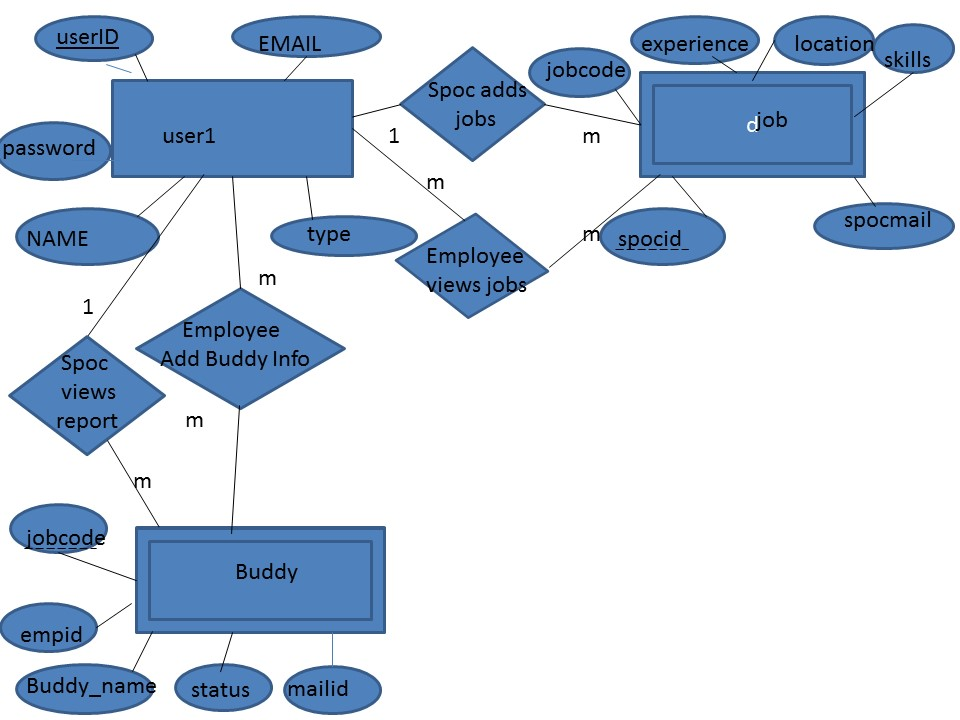 userID
EMAIL
experience
location
skills
jobcode
Spoc adds
jobs
user1
d
job
1
m
password
m
NAME
type
m
spocid
spocmail
Employee
views jobs
m
1
Employee
Add Buddy Info
Spoc
views
report
m
m
jobcode
Buddy
empid
Buddy_name
status
mailid